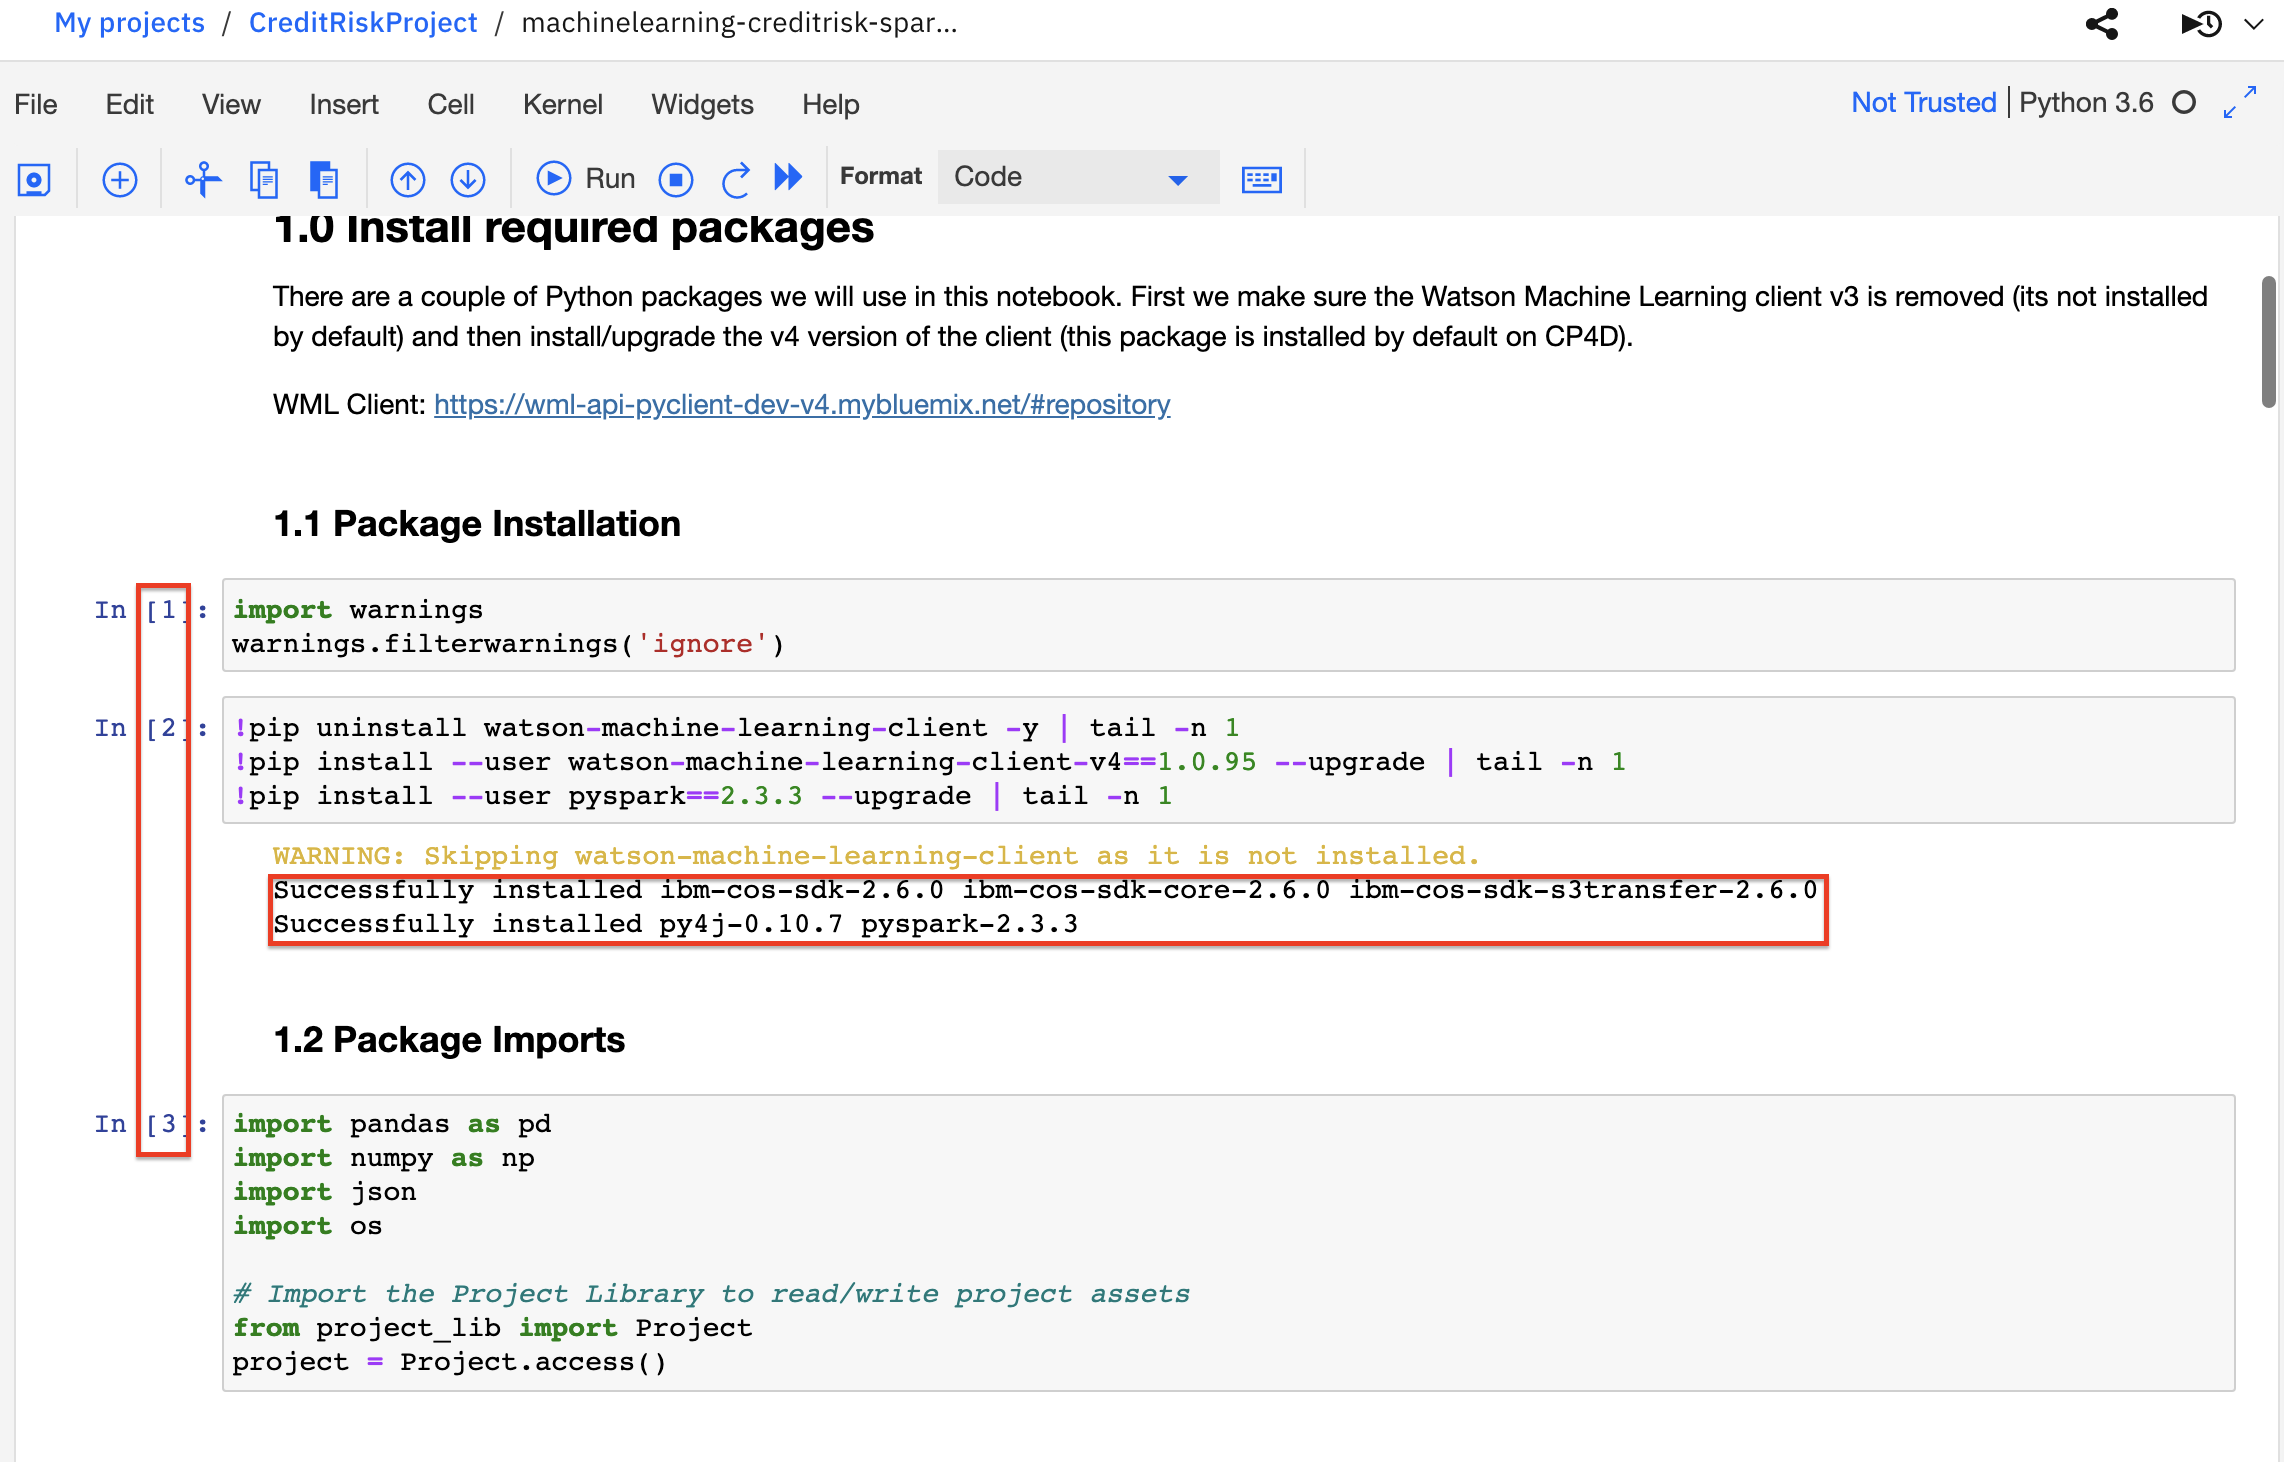 My projects / CreditRiskProject / machinelearning-creditrisk-spar...
File Edit View Insert Cell Kernel Widgets Help Not Trusted | Python 3.6
Run Format Code
1.0 Install required packages
There are a couple of Python packages we will use in this notebook. First we make sure the Watson Machine Learning client v3 is removed (its not installed
by default) and then install/upgrade the v4 version of the client (this package is installed by default on CP4D).
WML Client: https://wml-api-pyclient-dev-v4.mybluemix.net/#repository
1.1 Package Installation
In [1]: import warnings
warnings.filterwarnings('ignore')
In [2]: !pip uninstall watson-machine-learning-client -y | tail -n 1
!pip install --user watson-machine-learning-client-v4==1.0.95 --upgrade | tail -n 1
!pip install --user pyspark==2.3.3 --upgrade | tail -n 1
WARNING: Skipping watson-machine-learning-client as it is not installed.
Successfully installed ibm-cos-sdk-2.6.0 ibm-cos-sdk-core-2.6.0 ibm-cos-sdk-s3transfer-2.6.0
Successfully installed py4j-0.10.7 pyspark-2.3.3
1.2 Package Imports
In [3]: import pandas as pd
import numpy as np
import json
import os
# Import the Project Library to read/write project assets
from project_lib import Project
project = Project.access()